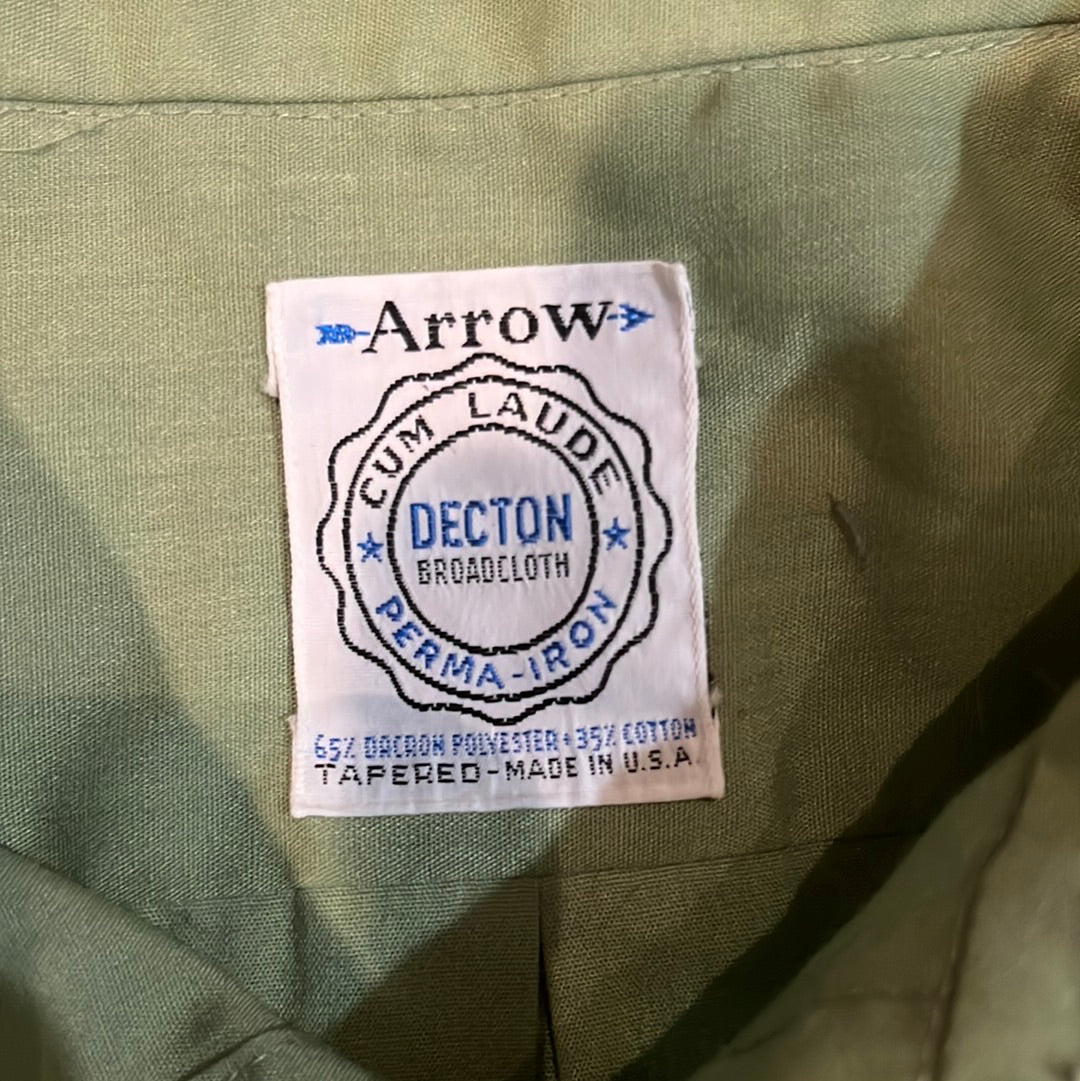 Arrow
CUM LAUDE
DECTON
BROADCLOTH
PERMA-IRON
65% DACRON POLYESTER + 35% COTTON
TAPERED-MADE IN U.S.A.